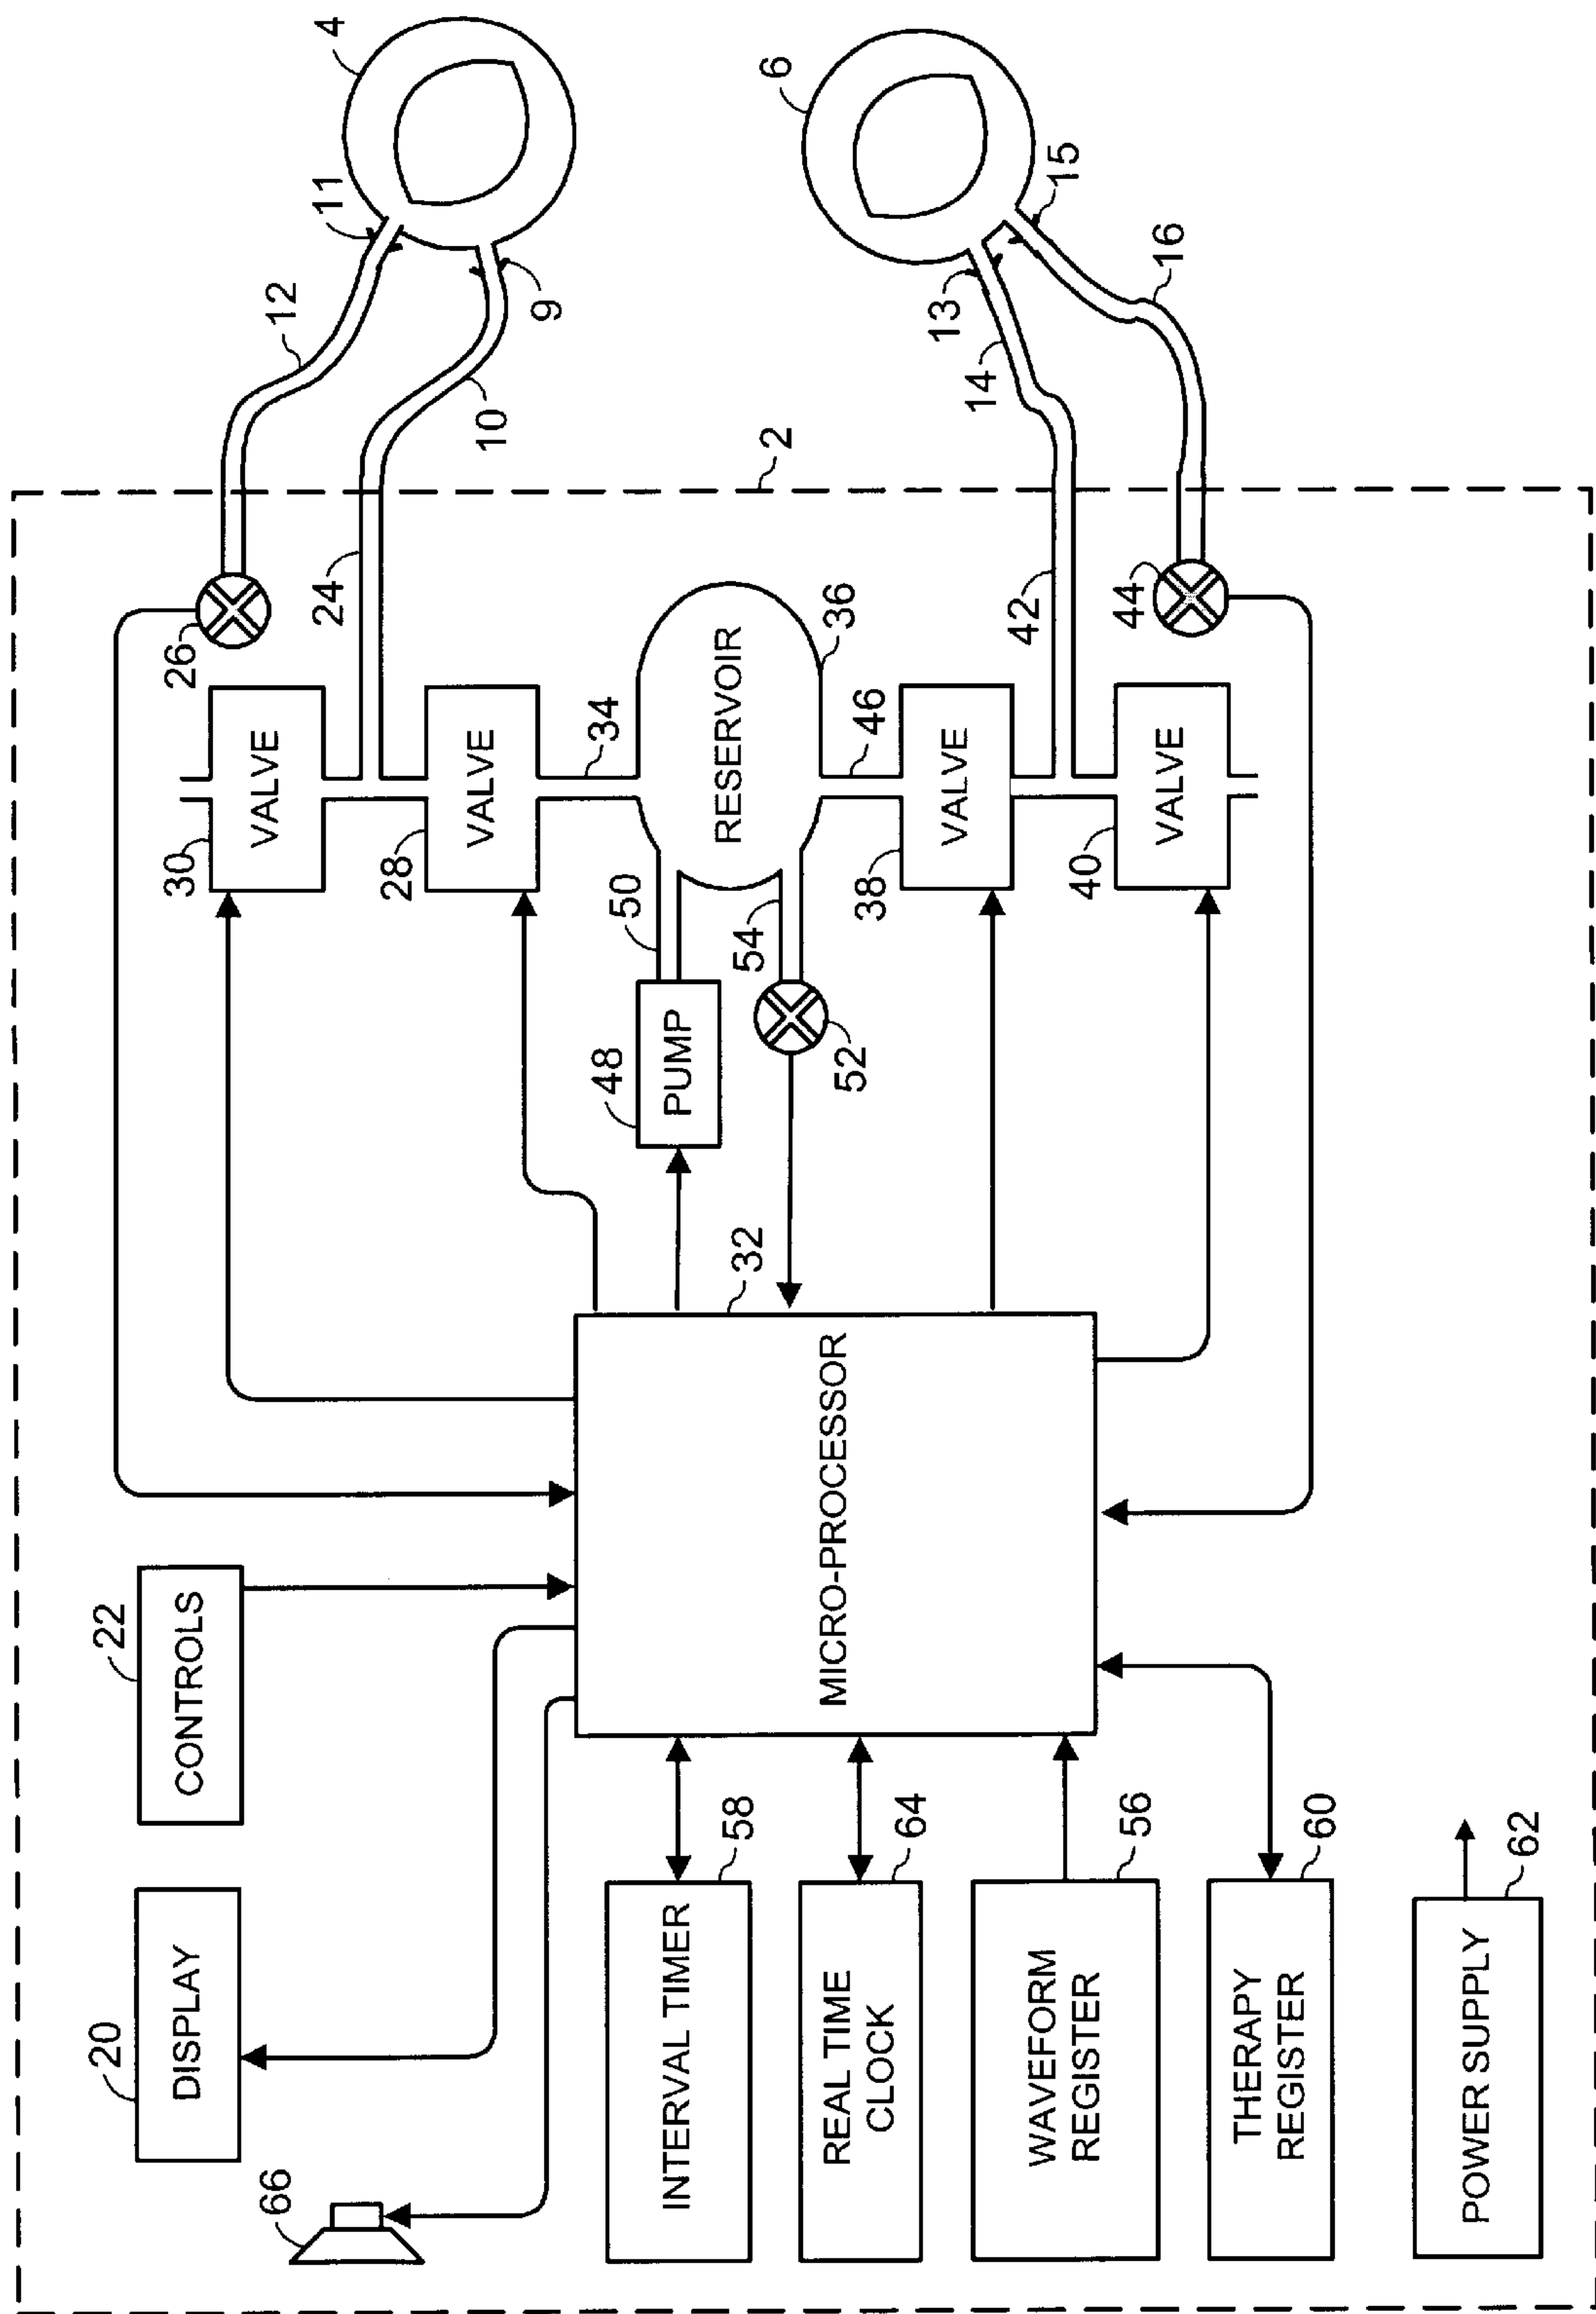 20
22
DISPLAY
CONTROLS
30
26
66
VALVE
12
11
4
24
28
VALVE
10
9
34
48
50
INTERVAL TIMER
58
PUMP
RESERVOIR
32
54
2
6
REAL TIME
CLOCK
64
MICRO-PROCESSOR
52
36
38
46
13
14
15
VALVE
42
WAVEFORM
REGISTER
56
40
44
16
VALVE
THERAPY
REGISTER
60
POWER SUPPLY
62